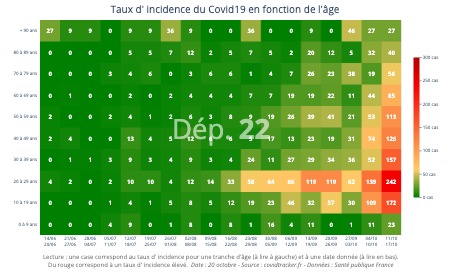 Taux d' incidence du Covid19 en fonction de l'âge
+ 90 ans 27 9 9 0 9 9 36 9 0 0 36 0 0 9 0 46 27 27
80 à 89 ans 0 0 0 0 5 5 7 12 2 5 7 5 2 20 12 5 32 40
70 à 79 ans 0 0 0 3 4 6 0 3 6 6 1 4 7 26 23 38 19 56
60 à 69 ans 0 1 0 0 2 0 2 4 4 4 7 7 19 19 22 11 44 65
50 à 59 ans 2 0 0 2 4 1 2 6 3 8 9 19 26 39 41 21 53 113
40 à 49 ans 2 4 0 0 13 4 17 13 23 19 31 74 126
30 à 39 ans 0 1 1 3 9 3 4 9 3 4 24 11 27 29 34 36 52 157
20 à 29 ans 4 2 0 2 10 10 5 12 14 33 119 119 62 139 242
10 à 19 ans 0 0 0 1 4 1 5 8 5 12 19 23 46 32 57 30 109 172
0 à 9 ans 0 0 0 4 9 0 1 3 0 1 3 16 4 11 0 1 11 23
Dép. 22
300 cas
250 cas
200 cas
150 cas
100 cas
50 cas
0 cas
14/06 21/06 28/06 05/07 12/07 19/07 26/07 02/08 09/08 16/08 23/08 30/08 06/09 13/09 20/09 27/09 04/10 11/10
20/06 27/06 04/07 11/07 18/07 25/07 01/08 08/08 15/08 22/08 29/08 05/09 12/09 19/09 26/09 03/10 10/10 17/10
Lecture : une case correspond au taux d' incidence pour une tranche d'âge (à lire à gauche) et à une date donnée (à lire en bas).
Du rouge correspond à un taux d' incidence élevé. Date : 20 octobre - Source : covidtracker.fr - Données : Santé publique France